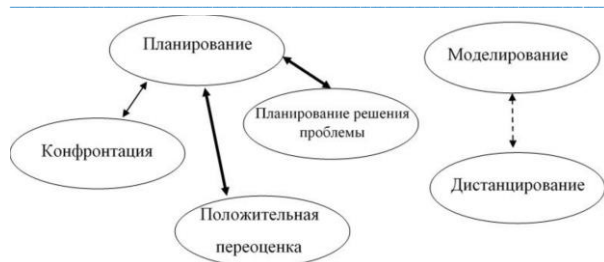 Планирование
Моделирование
Планирование решения
проблемы
Конфронтация
Дистанцирование
Положительная
переоценка